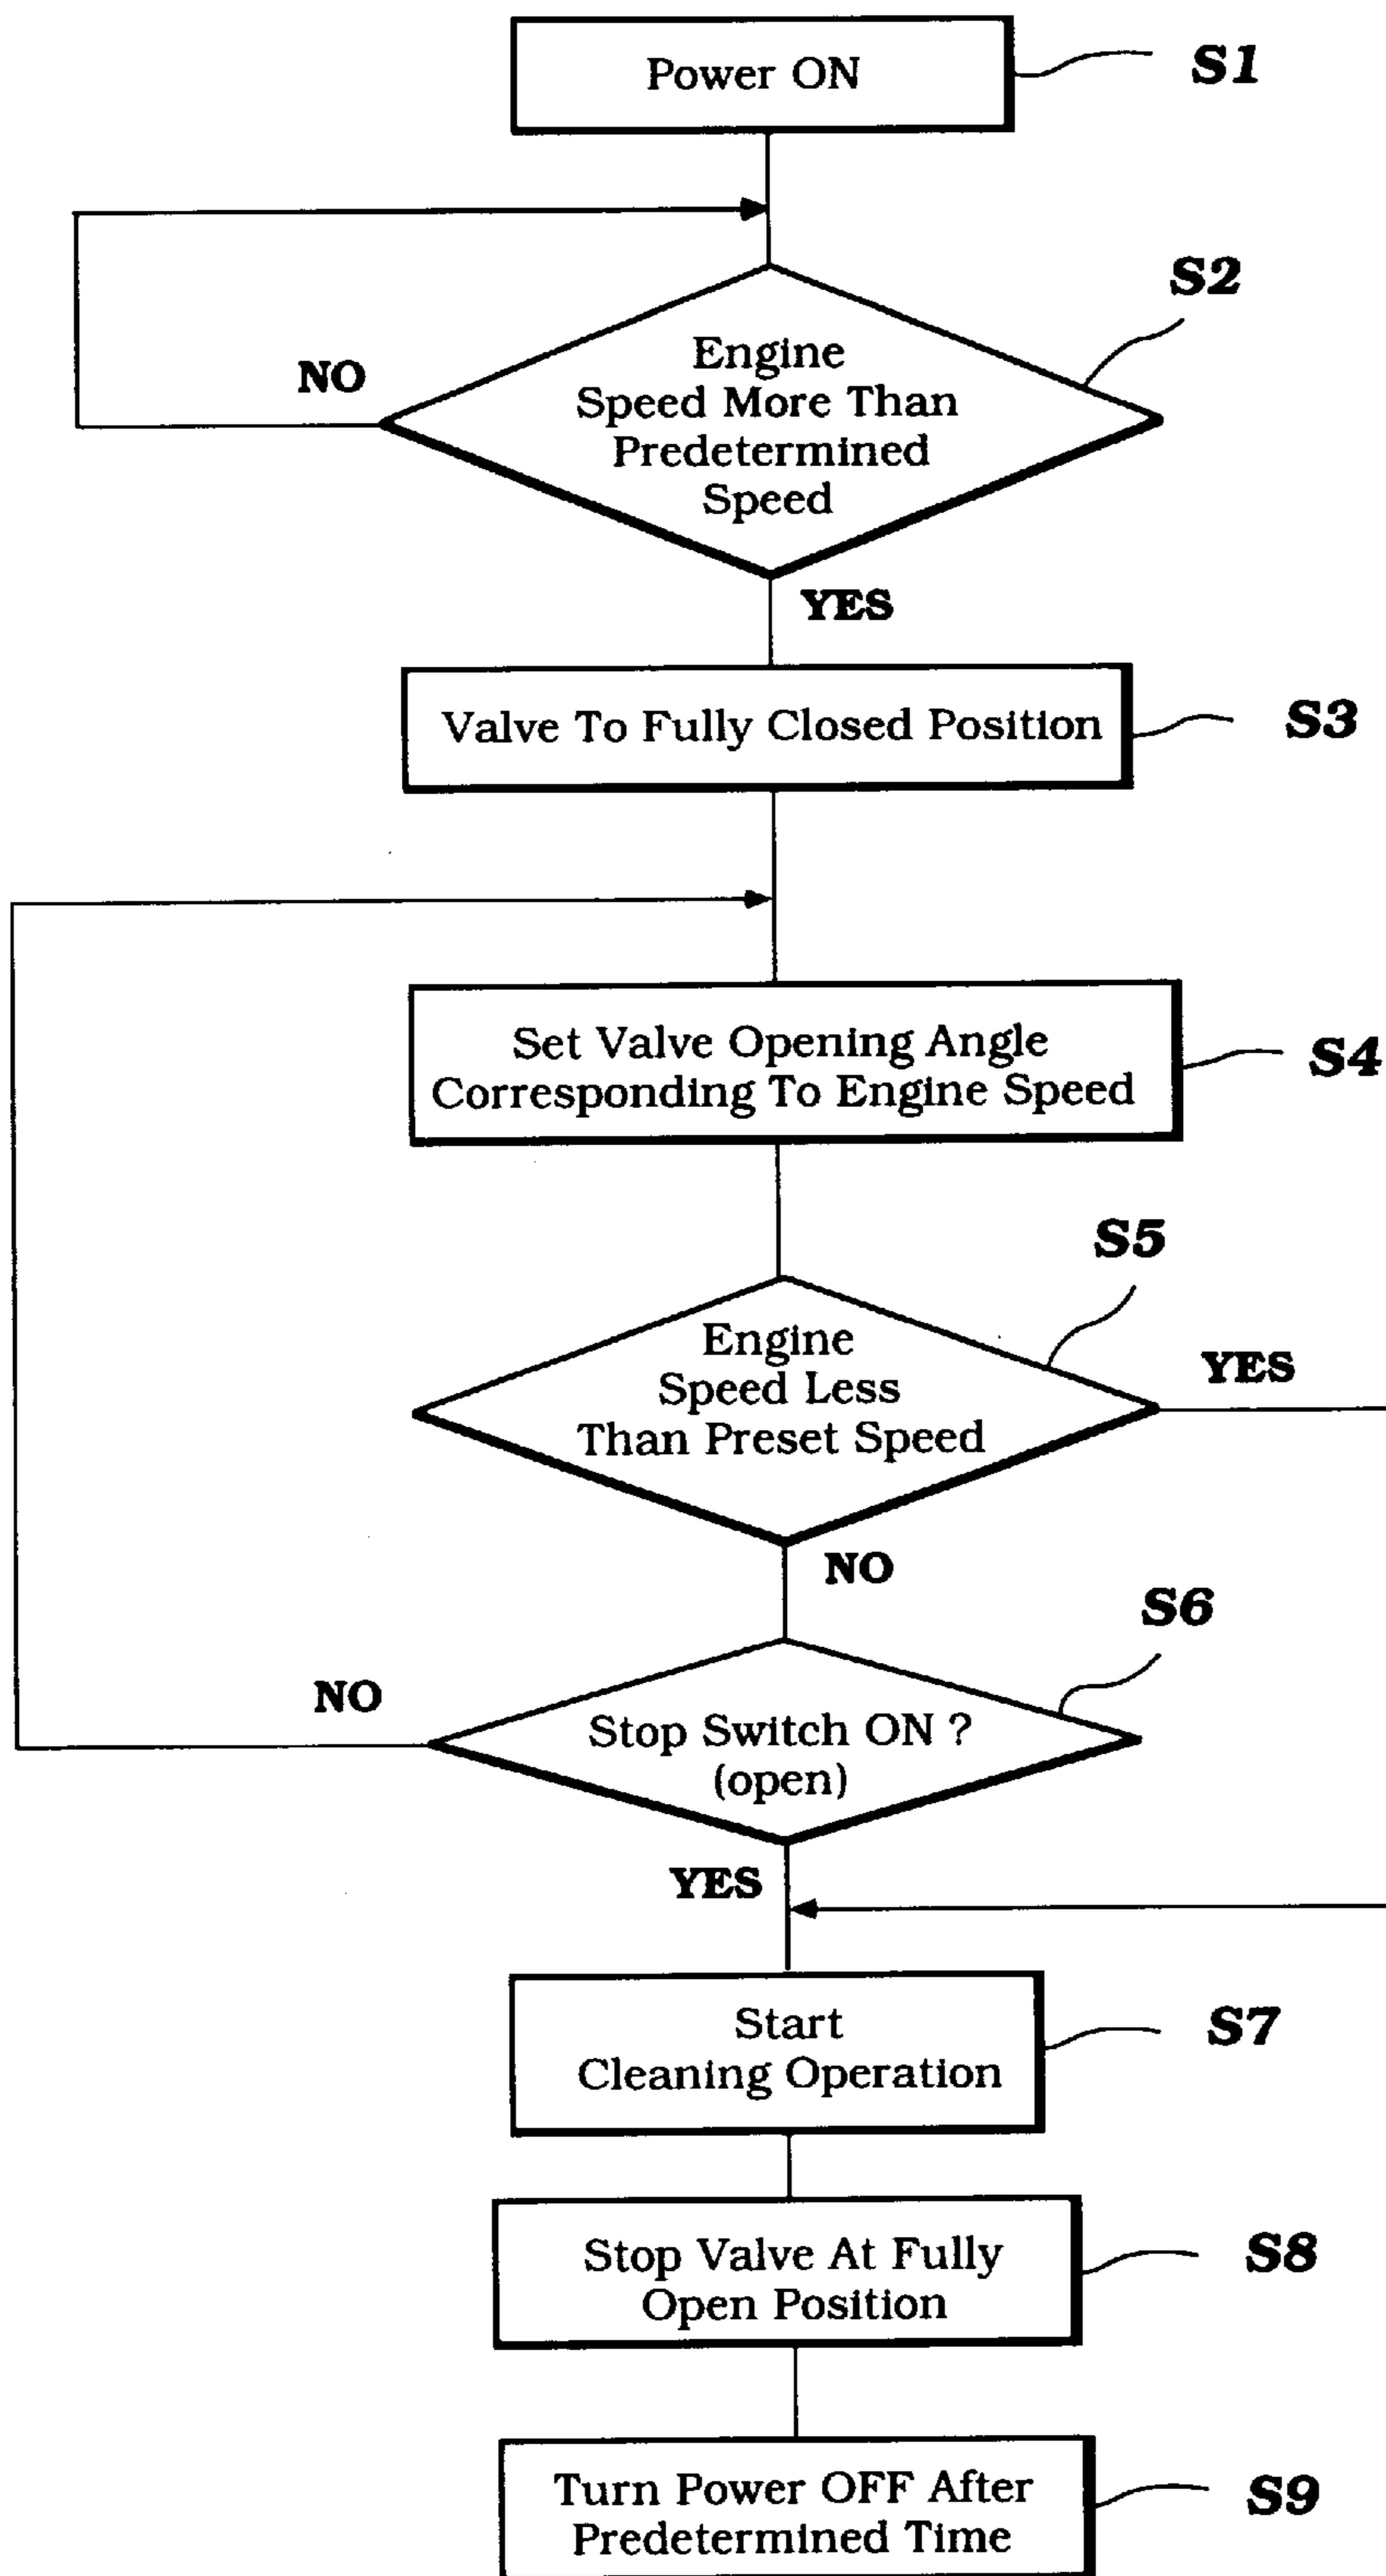 Power ON
S1
S2
NO
Engine
Speed More Than
Predetermined
Speed
YES
Valve To Fully Closed Position
S3
Set Valve Opening Angle
Corresponding To Engine Speed
S4
S5
Engine
Speed Less
Than Preset Speed
YES
NO
S6
NO
Stop Switch ON ?
(open)
YES
Start
Cleaning Operation
S7
Stop Valve At Fully
Open Position
S8
Turn Power OFF After
Predetermined Time
S9